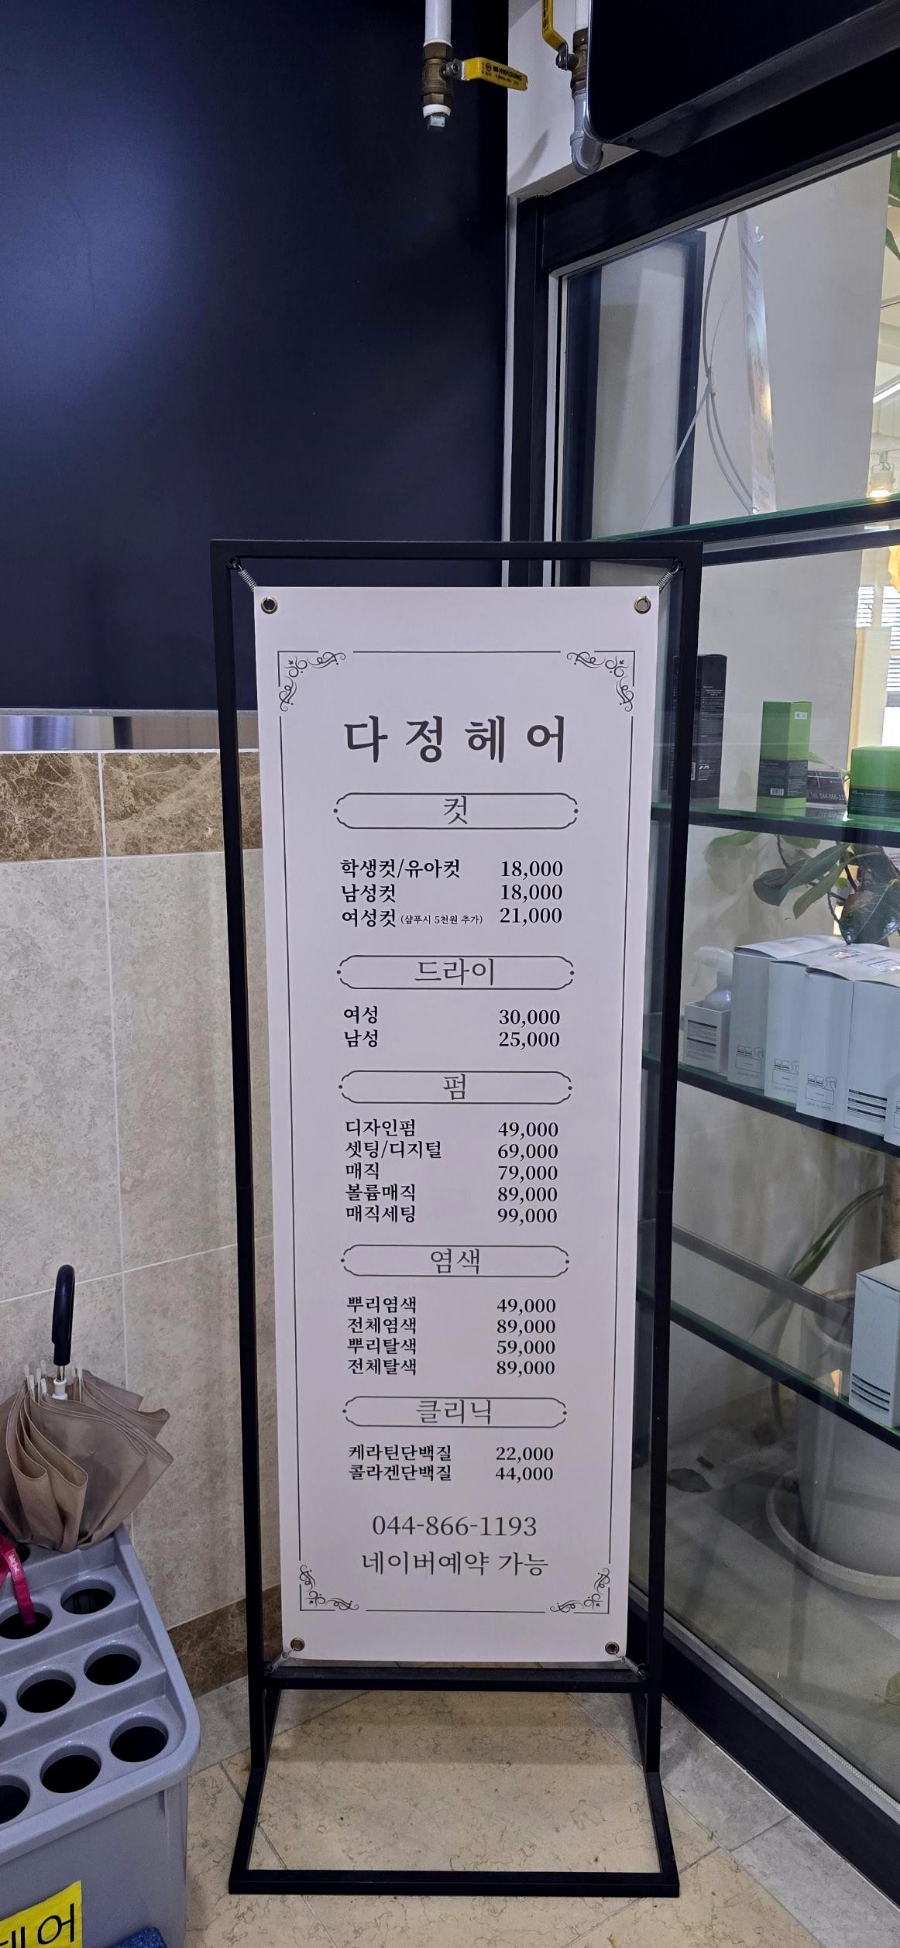 다정헤어
컷
학생컷/유아컷 18,000
남성컷 18,000
여성컷 (샴푸시 5천원 추가) 21,000
드라이
여성 30,000
남성 25,000
펌
디자인펌 49,000
셋팅/디지털 69,000
매직 79,000
볼륨매직 89,000
매직세팅 99,000
염색
뿌리염색 49,000
전체염색 89,000
뿌리탈색 59,000
전체탈색 89,000
클리닉
케라틴단백질 22,000
콜라겐단백질 44,000
044-866-1193
네이버예약 가능
헤어